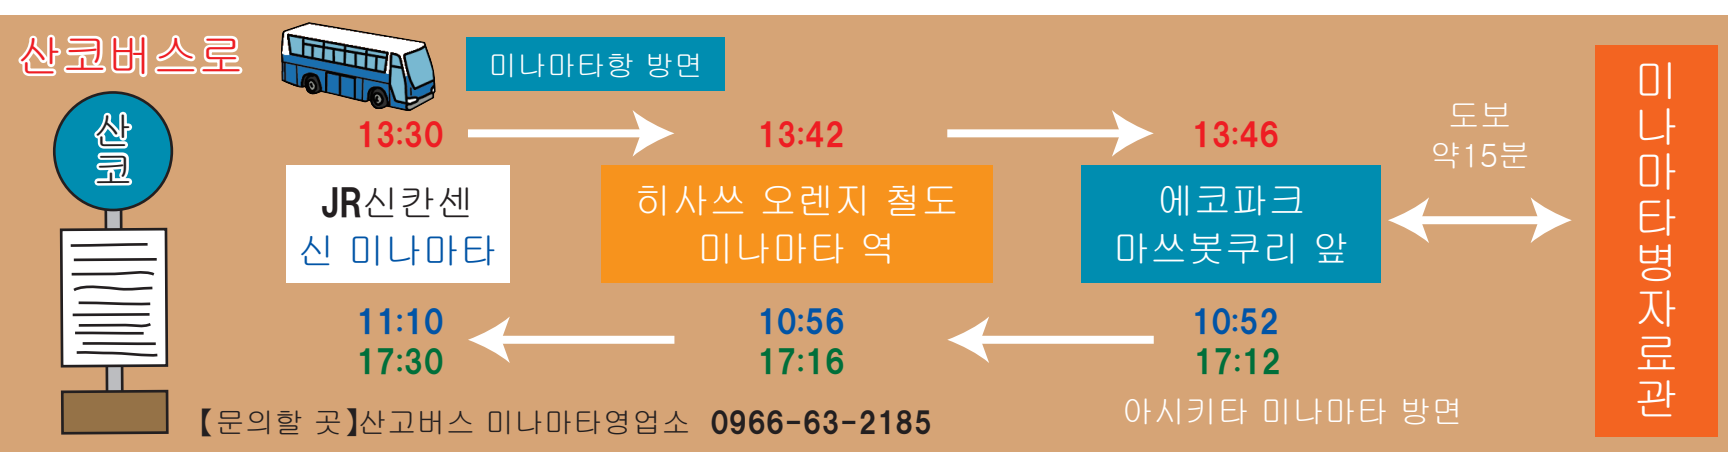 산코버스로
미나마타항 방면
산코
13:30
13:42
13:46
도보
약15분
JR신칸센
신 미나마타
히사쓰 오렌지 철도
미나마타 역
에코파크
마쓰봇쿠리 앞
미나마타병자료관
11:10
10:56
10:52
17:30
17:16
17:12
아시키타 미나마타 방면
【문의할 곳】산고버스 미나마타영업소 0966-63-2185